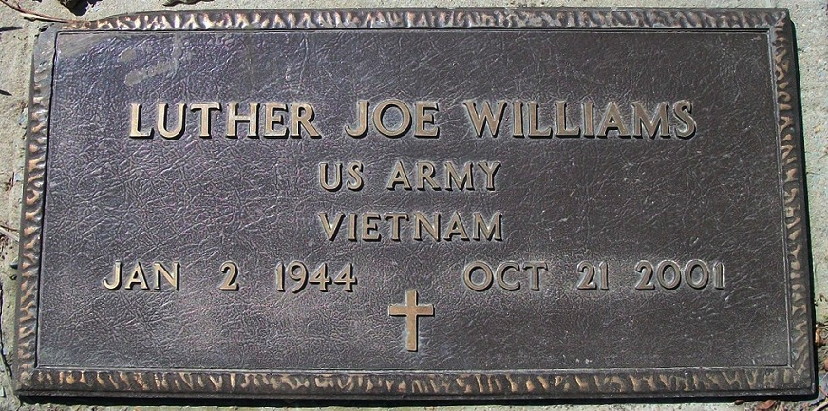 LUTHER JOE WILLIAMS
US ARMY
VIETNAM
JAN 2 1944 OCT 21 2001